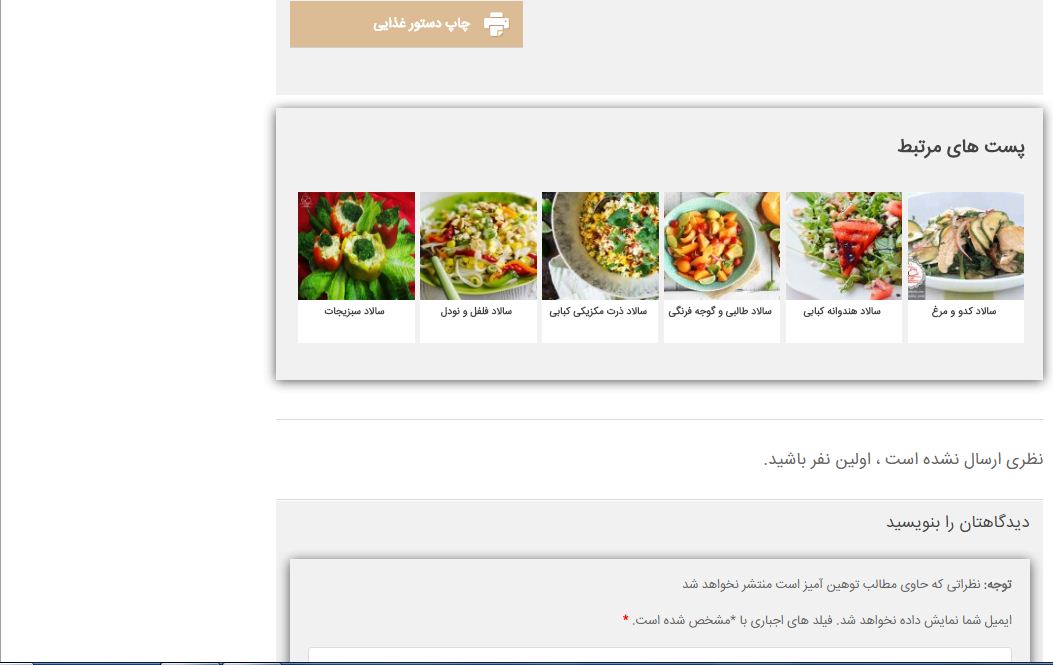 چاپ دستور غذایی
پست های مرتبط
سالاد کدو و مرغ
سالاد هندوانه کبابی
سالاد طالبی و گوجه فرنگی
سالاد ذرت مکزیکی کبابی
سالاد فلفل و نودل
سالاد سبزیجات
نظری ارسال نشده است ، اولین نفر باشید.
دیدگاهتان را بنویسید
توجه: نظراتی که حاوی مطالب توهین آمیز است منتشر نخواهد شد
ایمیل شما نمایش داده نخواهد شد. فیلد های اجباری با *مشخص شده است. *